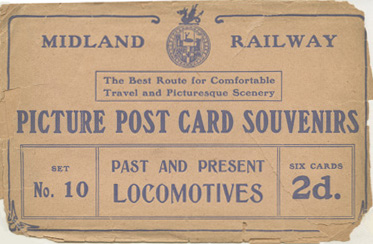 MIDLAND RAILWAY
The Best Route for Comfortable
Travel and Picturesque Scenery
PICTURE POST CARD SOUVENIRS
SET
No. 10
PAST AND PRESENT
LOCOMOTIVES
SIX CARDS
2d.